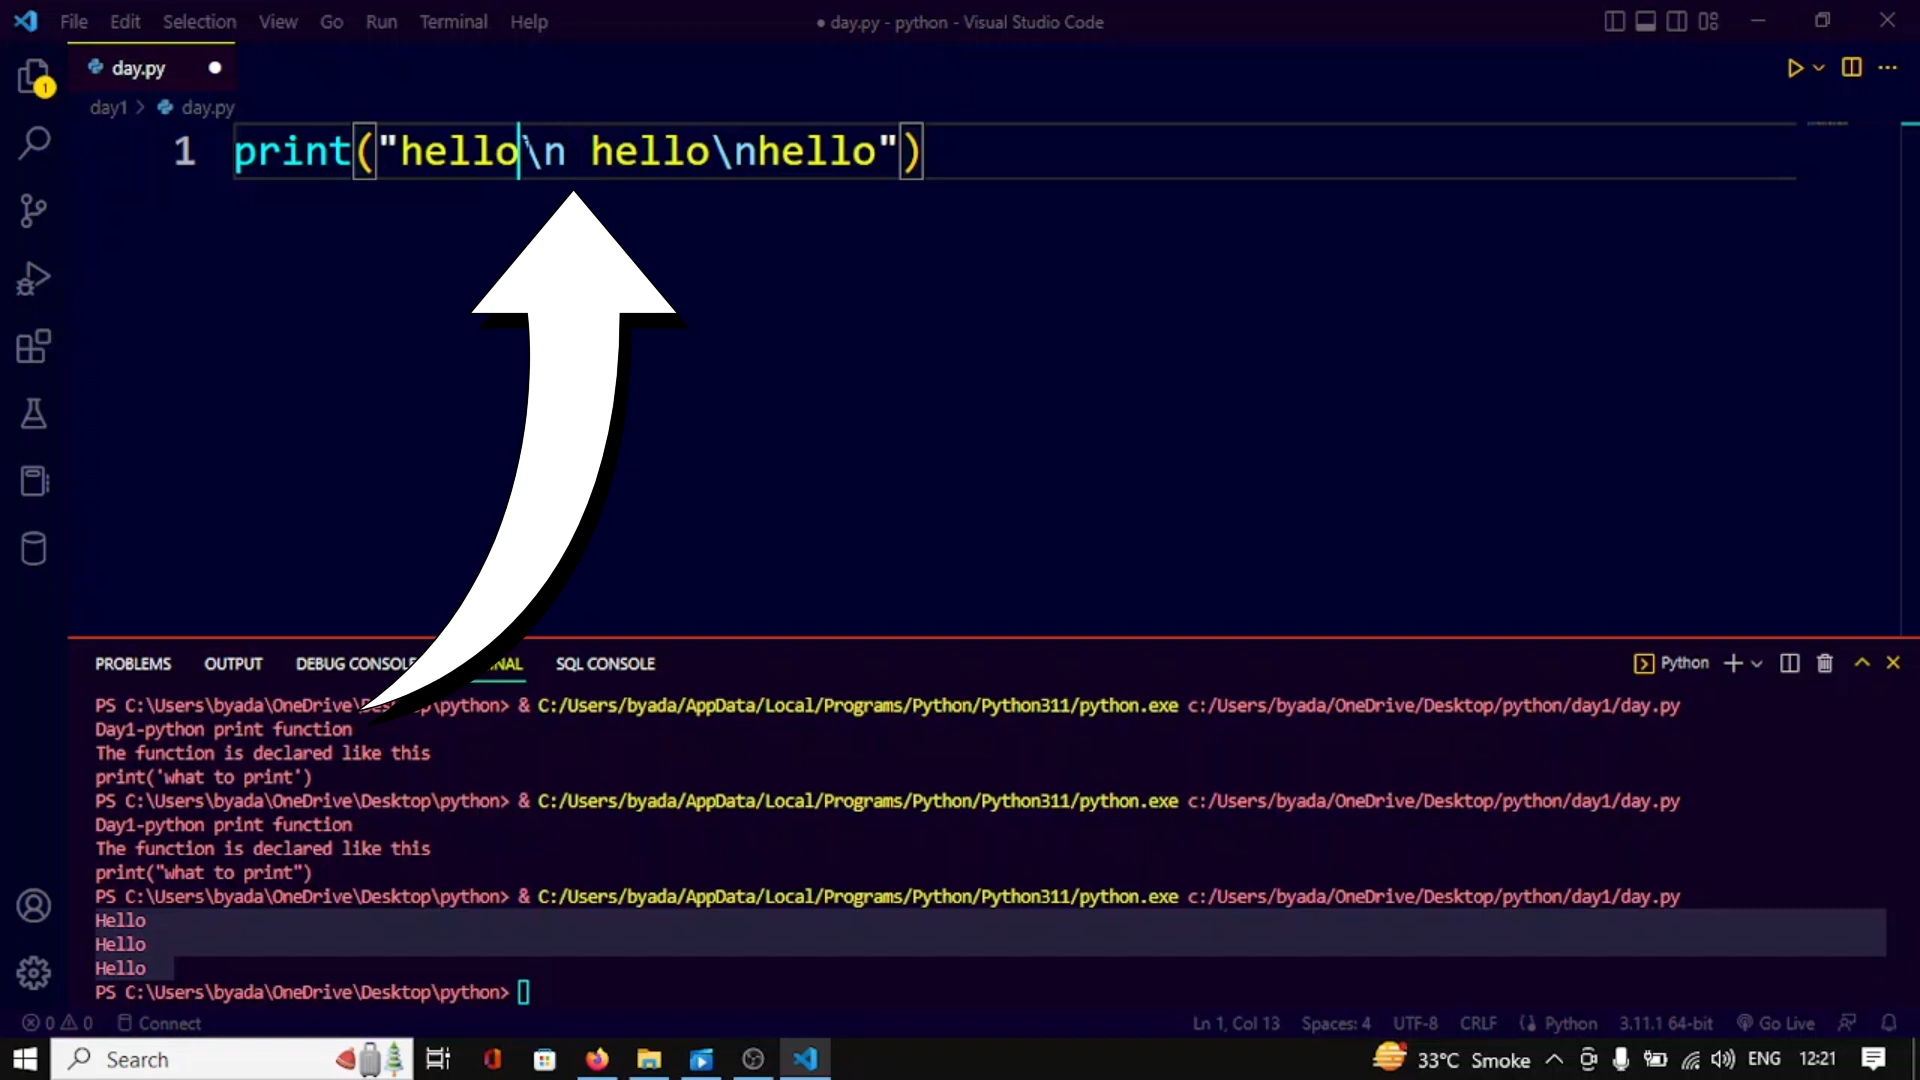 File Edit Selection View Go Run Terminal Help
● day.py - python - Visual Studio Code
day.py
1
day1 > day.py
1 print("hello\n hello\nhello")
PROBLEMS OUTPUT DEBUG CONSOLE SQL CONSOLE
Python
PS C:\Users\byada\OneDrive\Desktop\python> & C:/Users/byada/AppData/Local/Programs/Python/Python311/python.exe c:/Users/byada/OneDrive/Desktop/python/day1/day.py
Day1-python print function
The function is declared like this
print('what to print')
PS C:\Users\byada\OneDrive\Desktop\python> & C:/Users/byada/AppData/Local/Programs/Python/Python311/python.exe c:/Users/byada/OneDrive/Desktop/python/day1/day.py
Day1-python print function
The function is declared like this
print("what to print")
PS C:\Users\byada\OneDrive\Desktop\python> & C:/Users/byada/AppData/Local/Programs/Python/Python311/python.exe c:/Users/byada/OneDrive/Desktop/python/day1/day.py
Hello
Hello
Hello
PS C:\Users\byada\OneDrive\Desktop\python>
0 0 Connect Ln 1, Col 13 Spaces: 4 UTF-8 CRLF Python 3.11.1 64-bit Go Live
Search 33°C Smoke ENG 12:21